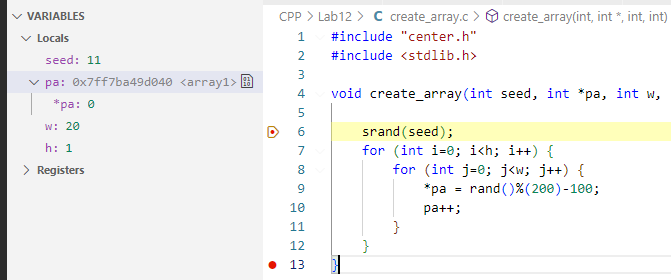 VARIABLES
Locals
seed: 11
pa: 0x7ff7ba49d040 <array1>
*pa: 0
w: 20
h: 1
Registers
CPP > Lab12 > C create_array.c > create_array(int, int *, int, int)
1 #include "center.h"
2 #include <stdlib.h>
3
4 void create_array(int seed, int *pa, int w,
5
6 srand(seed);
7 for (int i=0; i<h; i++) {
8 for (int j=0; j<w; j++) {
9 *pa = rand()%(200)-100;
10 pa++;
11 }
12 }
13 }